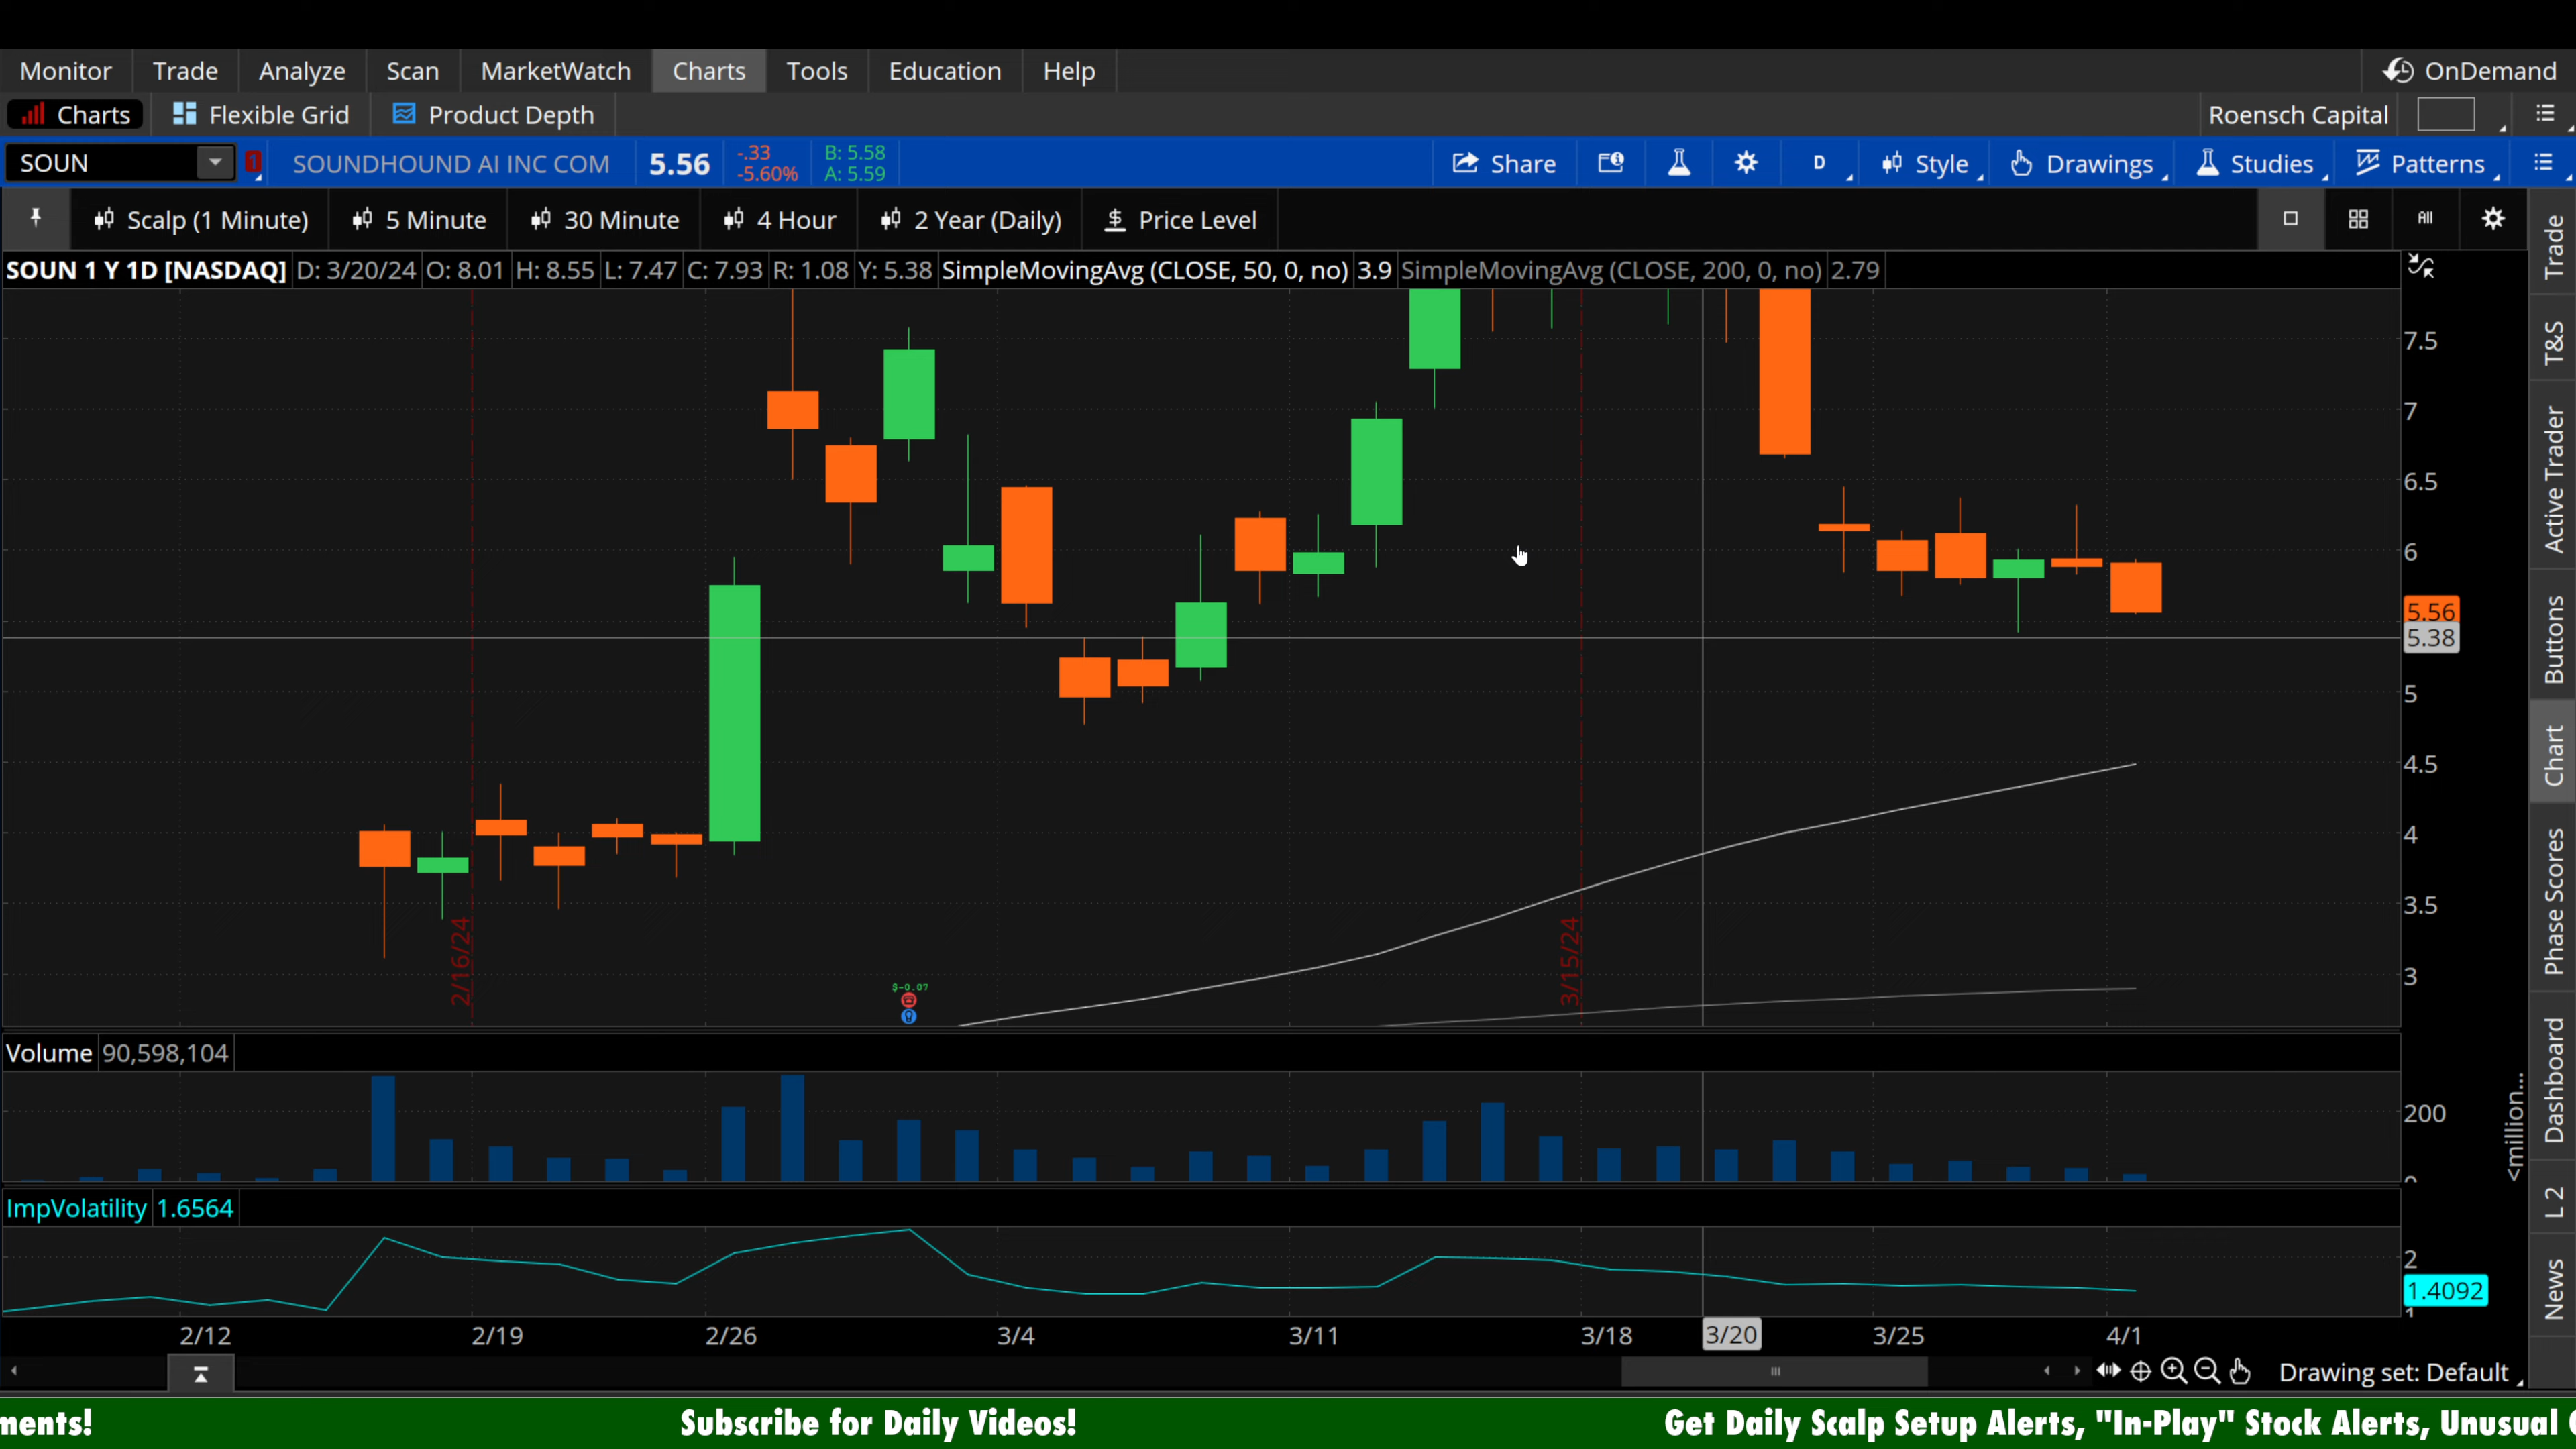 Monitor Trade Analyze Scan MarketWatch Charts Tools Education Help OnDemand
Charts Flexible Grid Product Depth Roensch Capital
SOUN 1 SOUNDHOUND AI INC COM 5.56 -.33 B: 5.58 Share D Style Drawings Studies Patterns
-5.60% A: 5.59
Scalp (1 Minute) 5 Minute 30 Minute 4 Hour 2 Year (Daily) $ Price Level All
SOUN 1 Y 1D [NASDAQ] D: 3/20/24 O: 8.01 H: 8.55 L: 7.47 C: 7.93 R: 1.08 Y: 5.38 SimpleMovingAvg (CLOSE, 50, 0, no) 3.9 SimpleMovingAvg (CLOSE, 200, 0, no) 2.79
7.5
7
6.5
6
5.56
5.38
5
4.5
4
3.5
3
2/16/24
3/15/24
$-0.07
Volume 90,598,104
200
0
<million...
ImpVolatility 1.6564
2
1.4092
1
2/12 2/19 2/26 3/4 3/11 3/18 3/20 3/25 4/1
Drawing set: Default
Trade
T&S
Active Trader
Buttons
Chart
Phase Scores
Dashboard
L 2
News
ments! Subscribe for Daily Videos! Get Daily Scalp Setup Alerts, "In-Play" Stock Alerts, Unusual